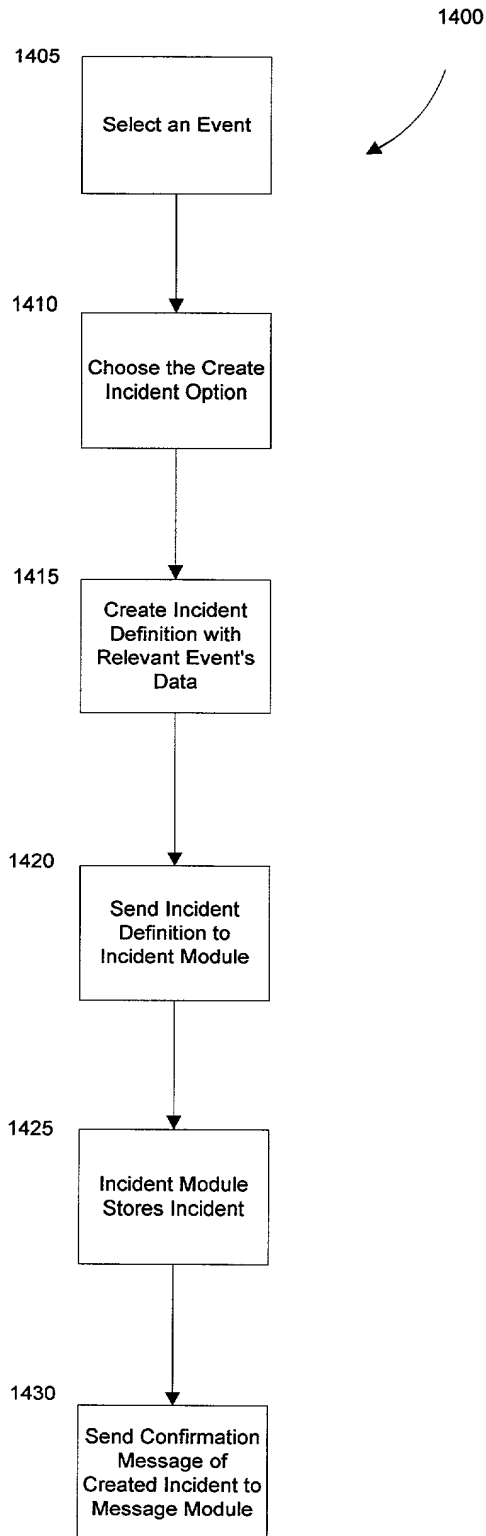 1400
1405
Select an Event
1410
Choose the Create
Incident Option
1415
Create Incident
Definition with
Relevant Event's
Data
1420
Send Incident
Definition to
Incident Module
1425
Incident Module
Stores Incident
1430
Send Confirmation
Message of
Created Incident to
Message Module